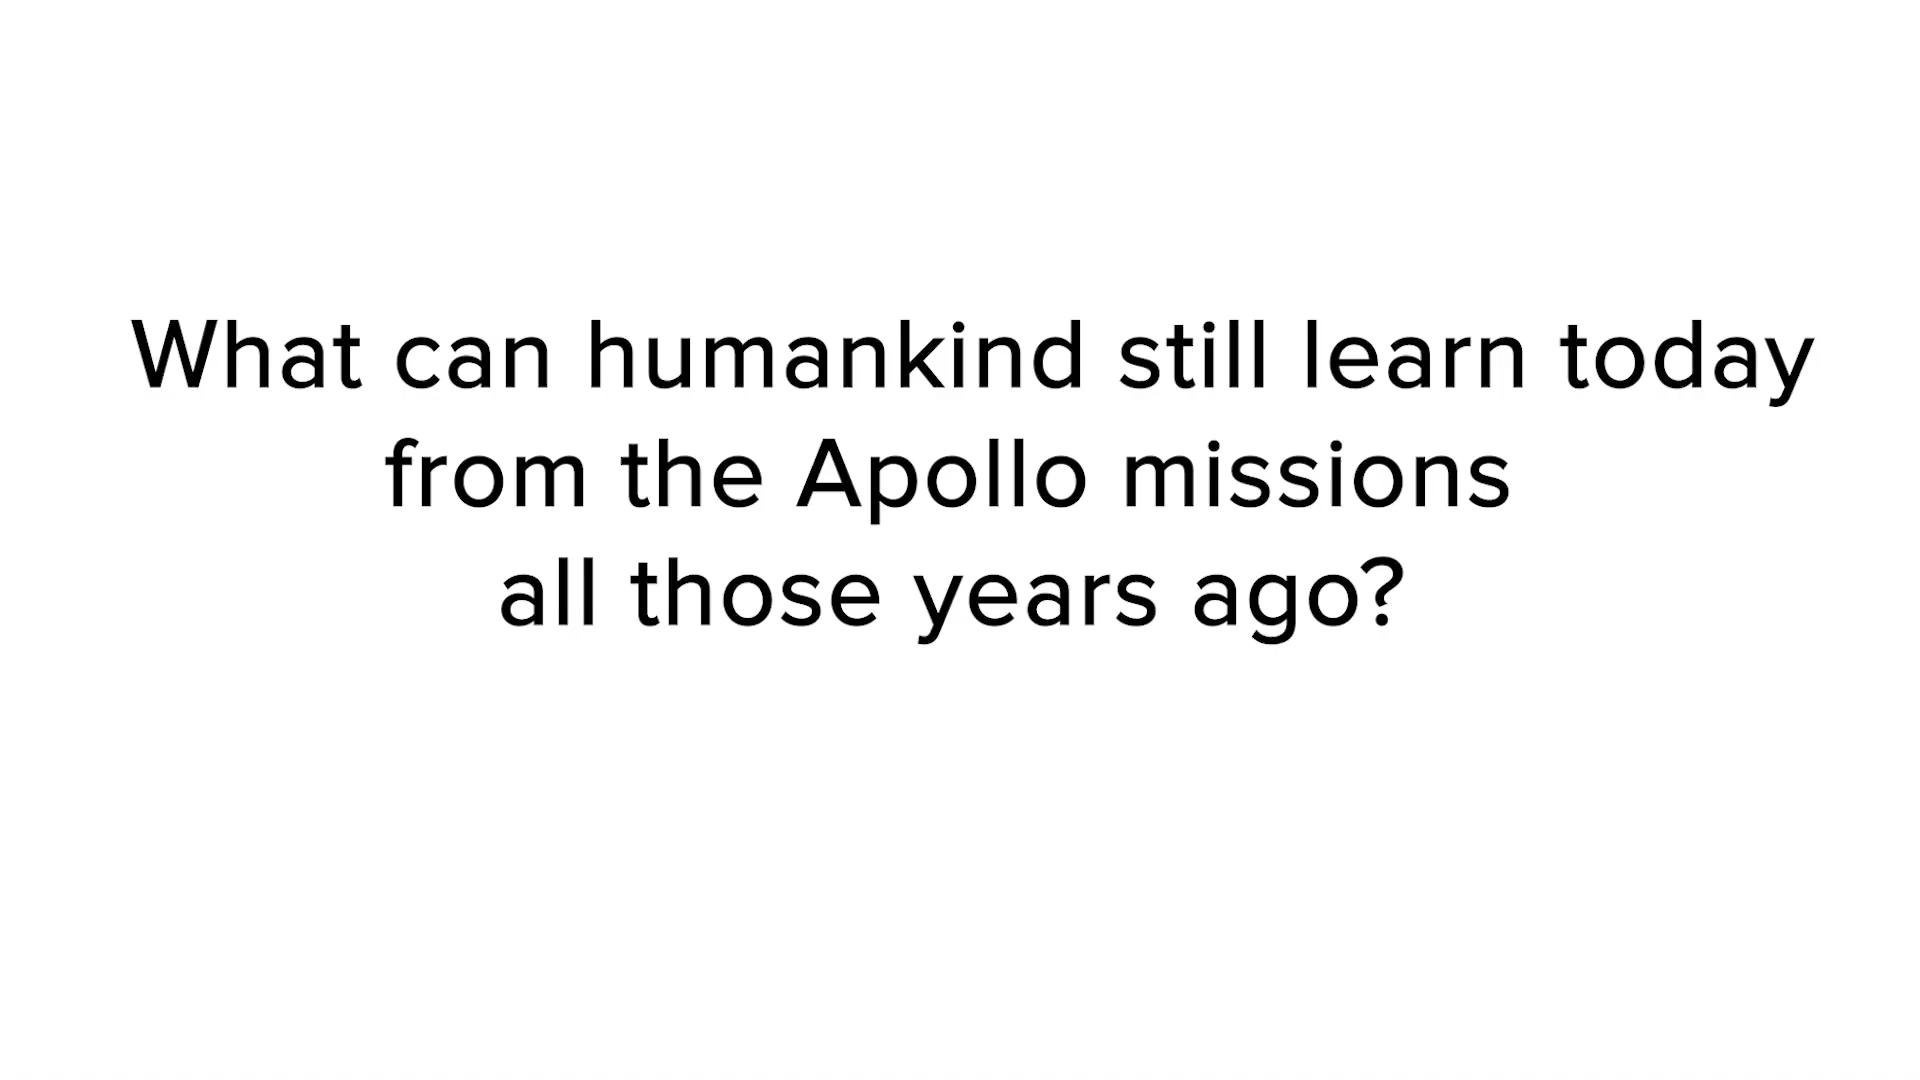 What can humankind still learn today
from the Apollo missions
all those years ago?